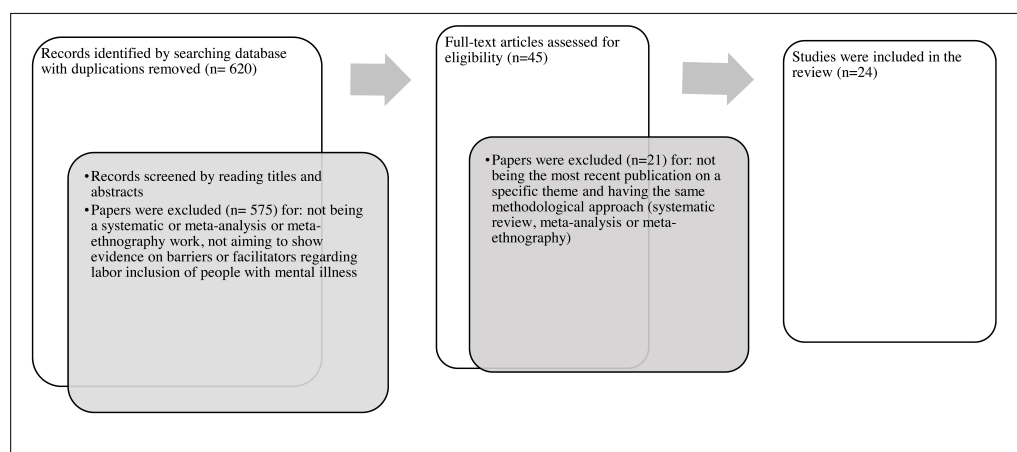 Records identified by searching database
with duplications removed (n= 620)
•Records screened by reading titles and
abstracts
•Papers were excluded (n= 575) for: not being
a systematic or meta-analysis or meta-
ethnography work, not aiming to show
evidence on barriers or facilitators regarding
labor inclusion of people with mental illness
Full-text articles assessed for
eligibility (n=45)
•Papers were excluded (n=21) for: not
being the most recent publication on
a specific theme and having the same
methodological approach (systematic
review, meta-analysis or meta-
ethnography)
Studies were included in the
review (n=24)